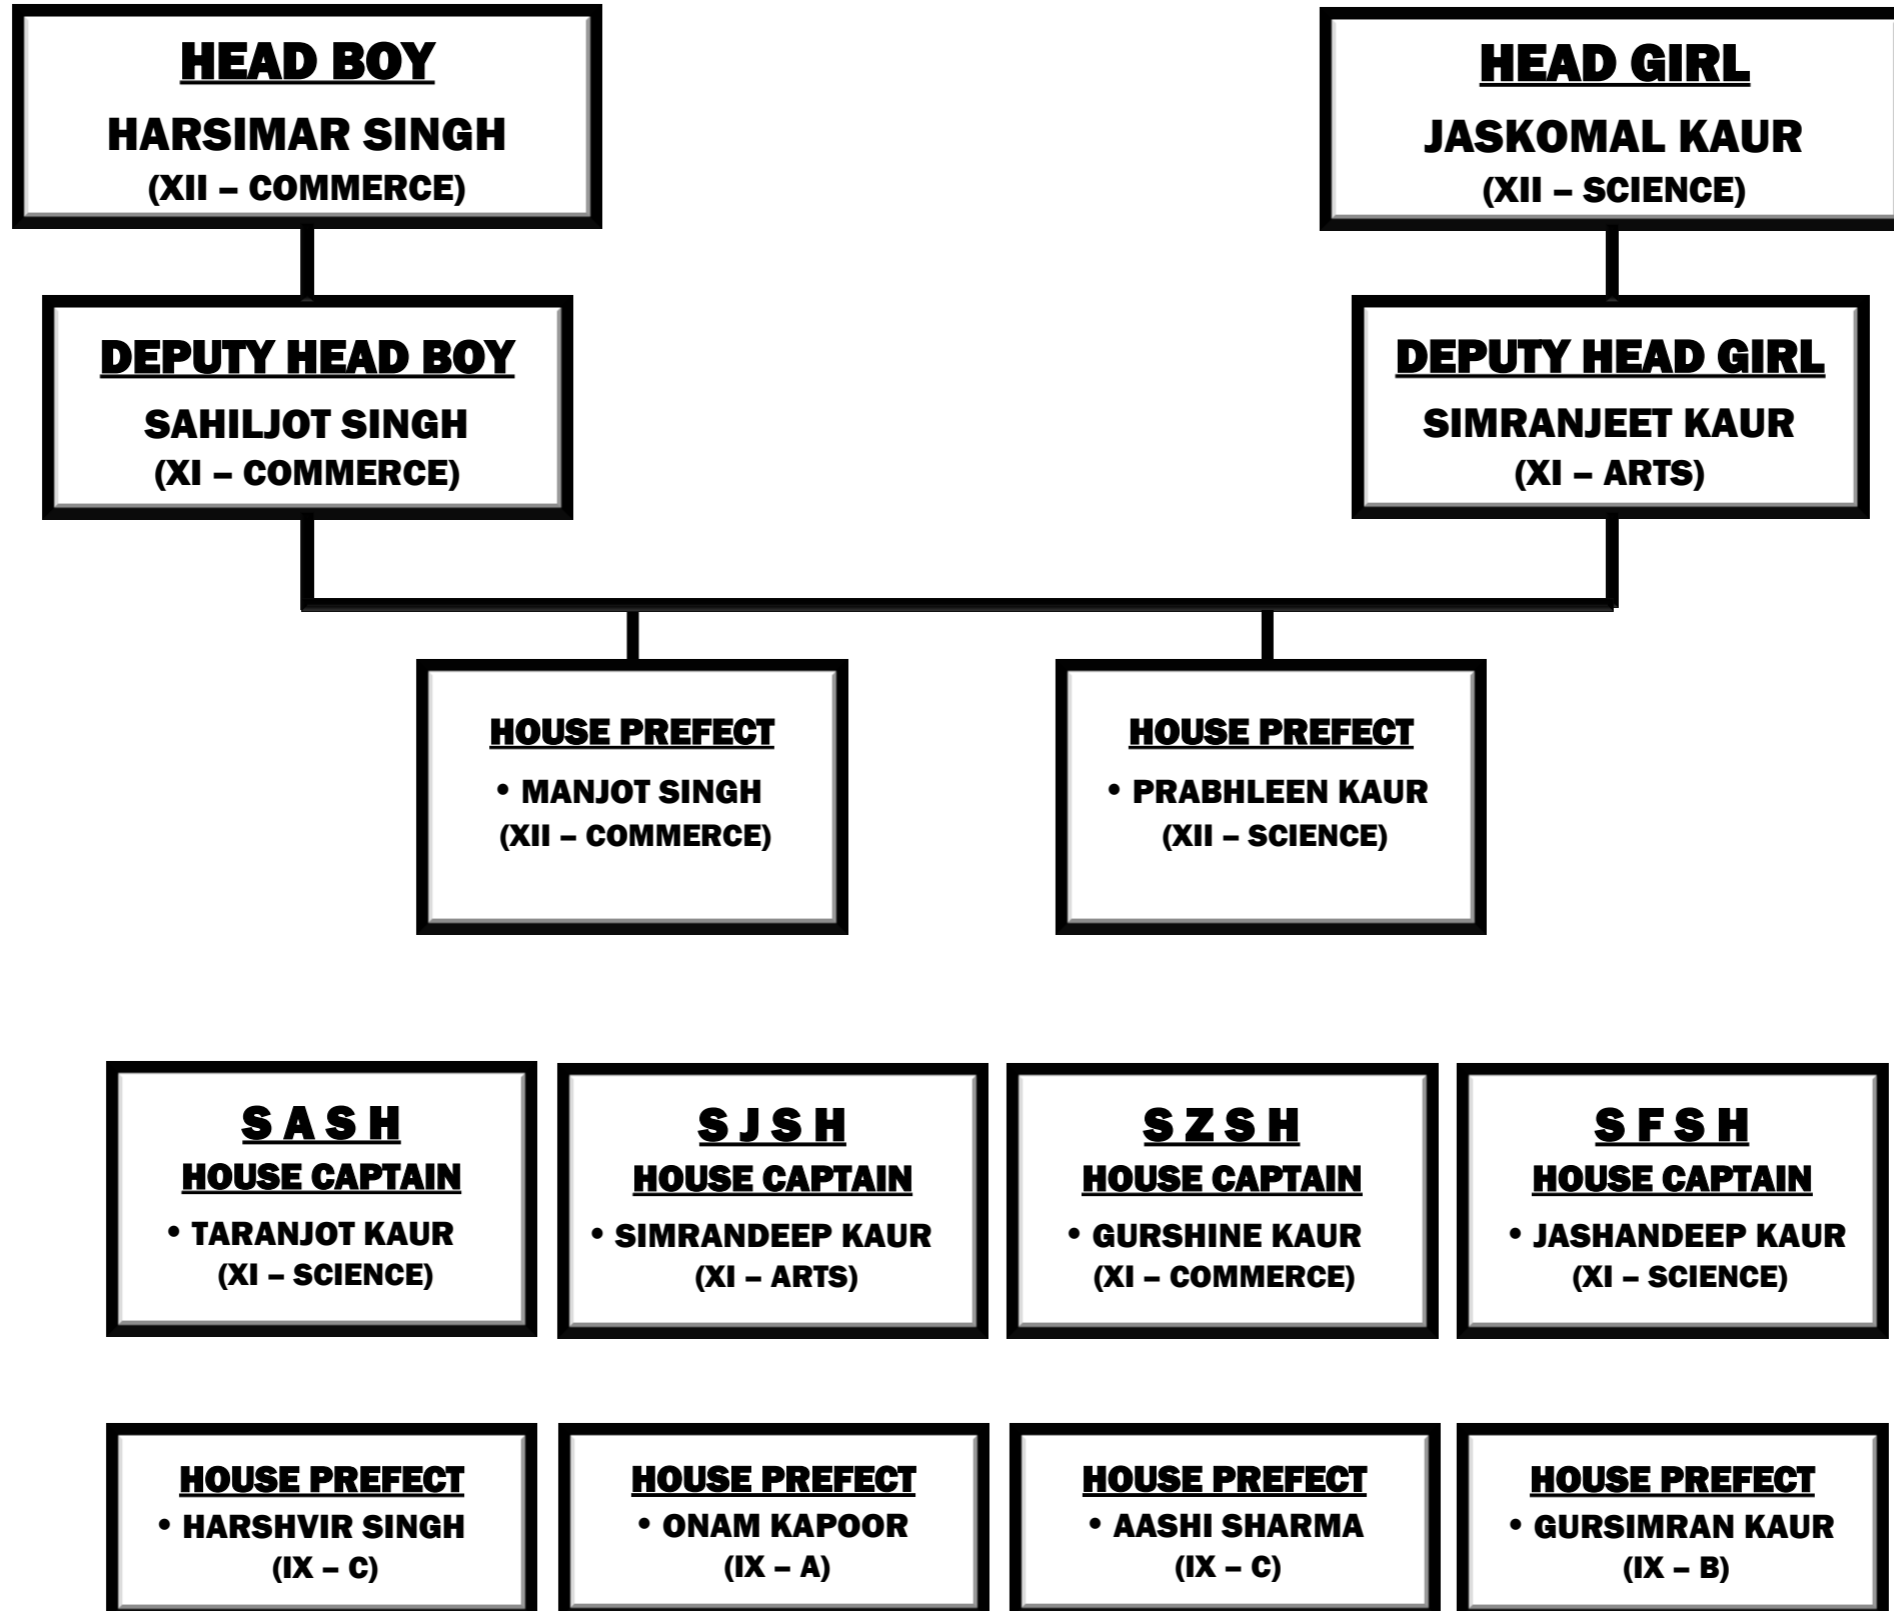 HEAD BOY
HARSIMAR SINGH
(XII – COMMERCE)
HEAD GIRL
JASKOMAL KAUR
(XII – SCIENCE)
DEPUTY HEAD BOY
SAHILJOT SINGH
(XI – COMMERCE)
DEPUTY HEAD GIRL
SIMRANJEET KAUR
(XI – ARTS)
HOUSE PREFECT
• MANJOT SINGH
(XII – COMMERCE)
HOUSE PREFECT
• PRABHLEEN KAUR
(XII – SCIENCE)
S A S H
HOUSE CAPTAIN
• TARANJOT KAUR
(XI – SCIENCE)
S J S H
HOUSE CAPTAIN
• SIMRANDEEP KAUR
(XI – ARTS)
S Z S H
HOUSE CAPTAIN
• GURSHINE KAUR
(XI – COMMERCE)
S F S H
HOUSE CAPTAIN
• JASHANDEEP KAUR
(XI – SCIENCE)
HOUSE PREFECT
• HARSHVIR SINGH
(IX – C)
HOUSE PREFECT
• ONAM KAPOOR
(IX – A)
HOUSE PREFECT
• AASHI SHARMA
(IX – C)
HOUSE PREFECT
• GURSIMRAN KAUR
(IX – B)